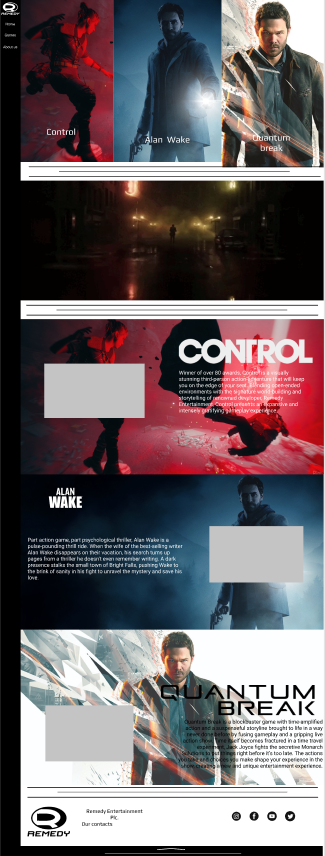 REMEDY
Home
Games
About us
Control
Alan Wake
Quantum
break
CONTROL
Winner of over 80 awards, Control is a visually
stunning third-person action-adventure that will keep
you on the edge of your seat. Blending open-ended
environments with the signature world-building and
storytelling of renowned developer, Remedy
Entertainment, Control presents an expansive and
intensely gratifying gameplay experience.
ALAN
WAKE
Part action game, part psychological thriller, Alan Wake is a
pulse-pounding thrill ride. When the wife of the best-selling writer
Alan Wake disappears on their vacation, his search turns up
pages from a thriller he doesn't even remember writing. A dark
presence stalks the small town of Bright Falls, pushing Wake to
the brink of sanity in his fight to unravel the mystery and save his
love.
QUANTUM
BREAK
Quantum Break is a blockbuster game with time-amplified
action and a suspenseful storyline brought to life in a way
never done before by fusing gameplay and a gripping live
action show. Time itself becomes fractured in a time travel
experiment. Jack Joyce fights the secretive Monarch
Solutions to put things right before it's too late. The actions
you take and choices you make shape your experience in the
show creating a new and unique entertainment experience.
REMEDY
Remedy Entertainment
Plc.
Our contacts